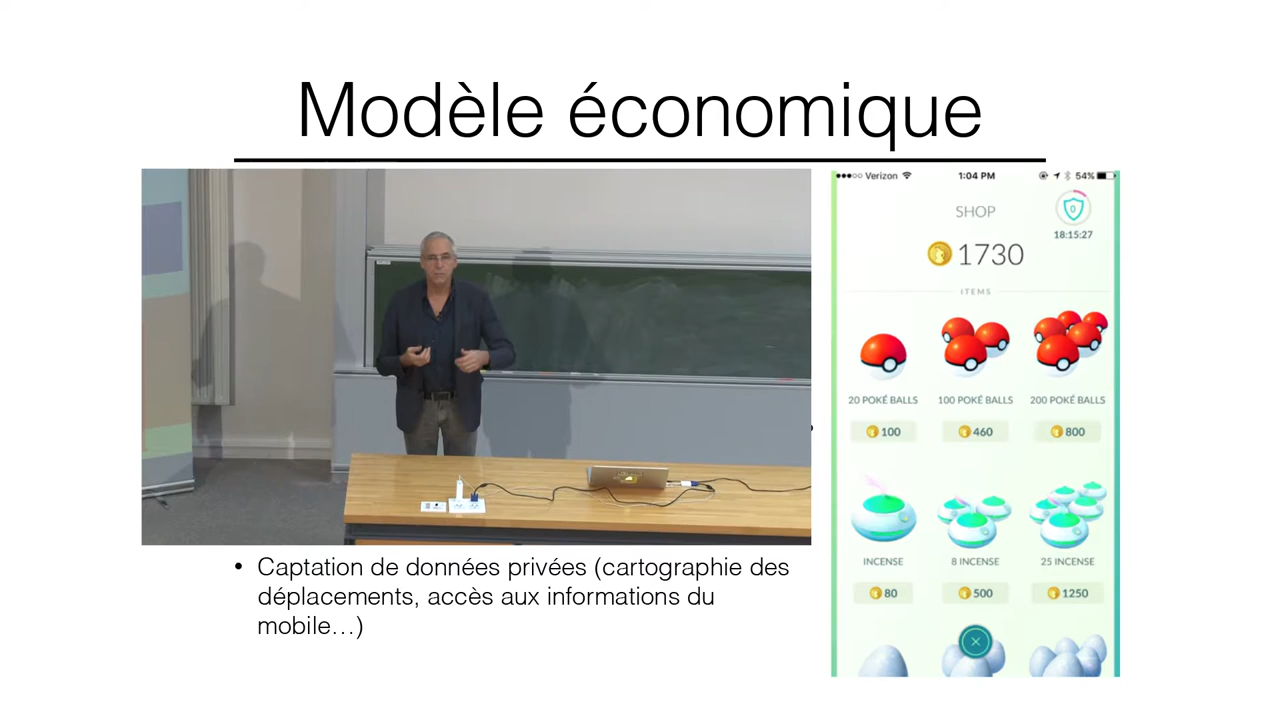 Modèle économique
Verizon 1:04 PM 54%
SHOP
0
18:15:27
1730
ITEMS
20 POKÉ BALLS 100 POKÉ BALLS 200 POKÉ BALLS
100 460 800
INCENSE 8 INCENSE 25 INCENSE
80 500 1250
• Captation de données privées (cartographie des
déplacements, accès aux informations du
mobile…)